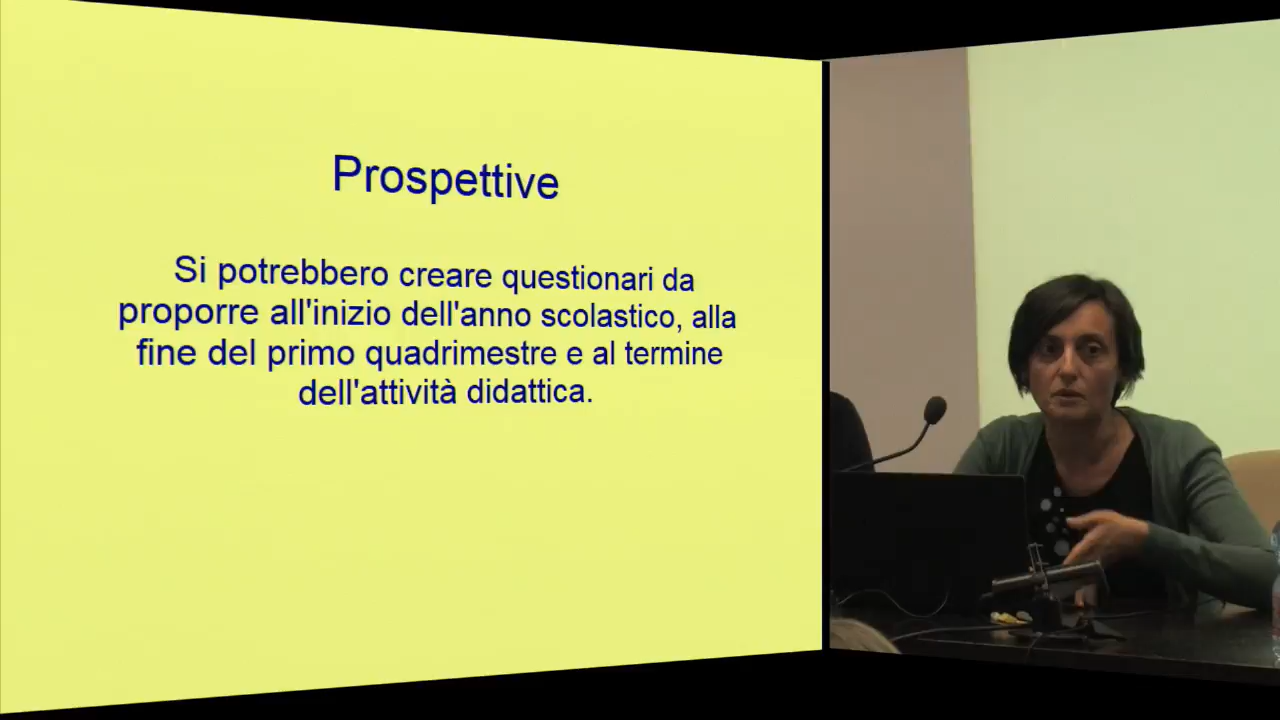 Prospettive
Si potrebbero creare questionari da
proporre all'inizio dell'anno scolastico, alla
fine del primo quadrimestre e al termine
dell'attività didattica.